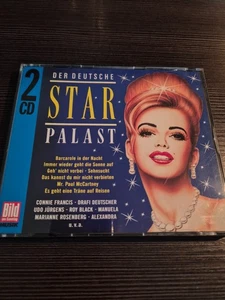 2
CD
DER DEUTSCHE
STAR
PALAST
Barcarole in der Nacht
Immer wieder geht die Sonne auf
Geh' nicht vorbei · Sehnsucht
Das kannst du mir nicht verbieten
Mr. Paul McCartney
Es geht eine Träne auf Reisen
CONNIE FRANCIS · DRAFI DEUTSCHER
UDO JÜRGENS · ROY BLACK · MANUELA
MARIANNE ROSENBERG · ALEXANDRA
U.V.A.
Bild